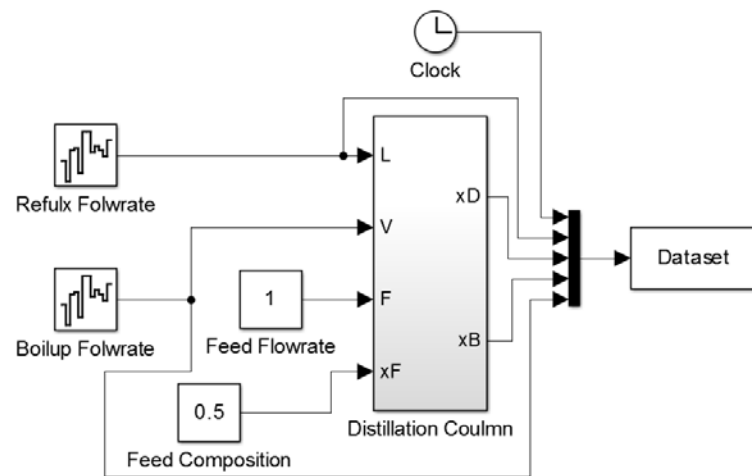 Clock
L
Refulx Folwrate
xD
V
Dataset
1
F
Boilup Folwrate
Feed Flowrate
xB
xF
0.5
Distillation Coulmn
Feed Composition